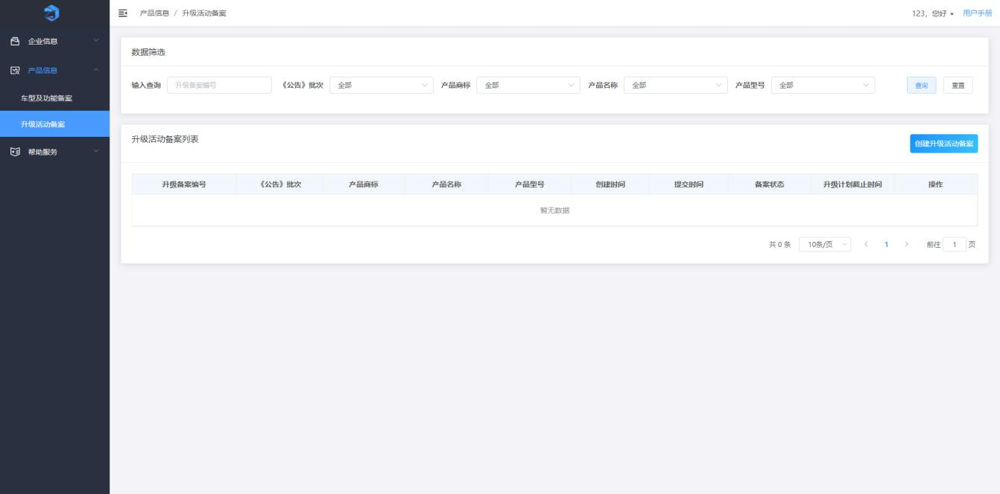 产品信息 / 升级活动备案
123，您好 用户手册
企业信息
产品信息
车型及功能备案
升级活动备案
帮助服务
数据筛选
输入查询 升级备案编号 《公告》批次 全部 产品商标 全部 产品名称 全部 产品型号 全部 查询 重置
升级活动备案列表
创建升级活动备案
升级备案编号 《公告》批次 产品商标 产品名称 产品型号 创建时间 提交时间 备案状态 升级计划截止时间 操作
暂无数据
共 0 条 10条/页 1 前往 1 页